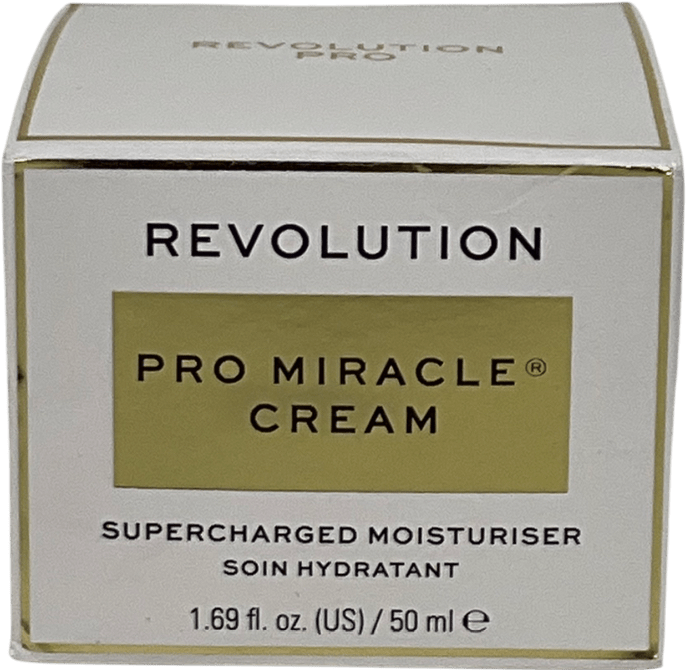 REVOLUTION
PRO
REVOLUTION
PRO MIRACLE®
CREAM
SUPERCHARGED MOISTURISER
SOIN HYDRATANT
1.69 fl. oz. (US) / 50 ml ℮